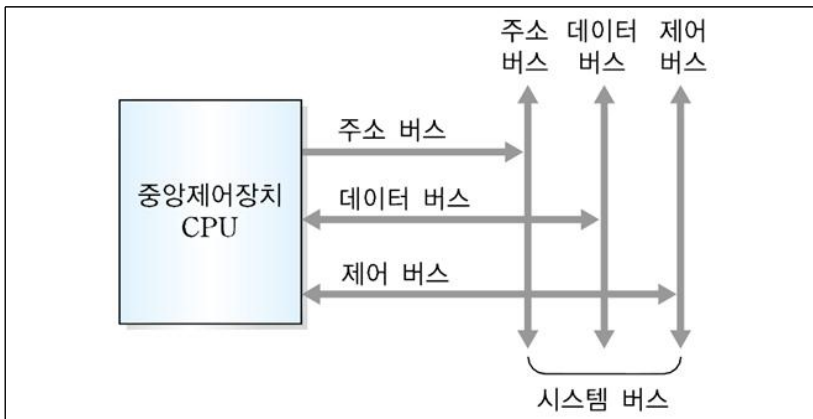 주소 데이터 제어
버스 버스 버스
주소 버스
중앙제어장치
CPU
데이터 버스
제어 버스
시스템 버스